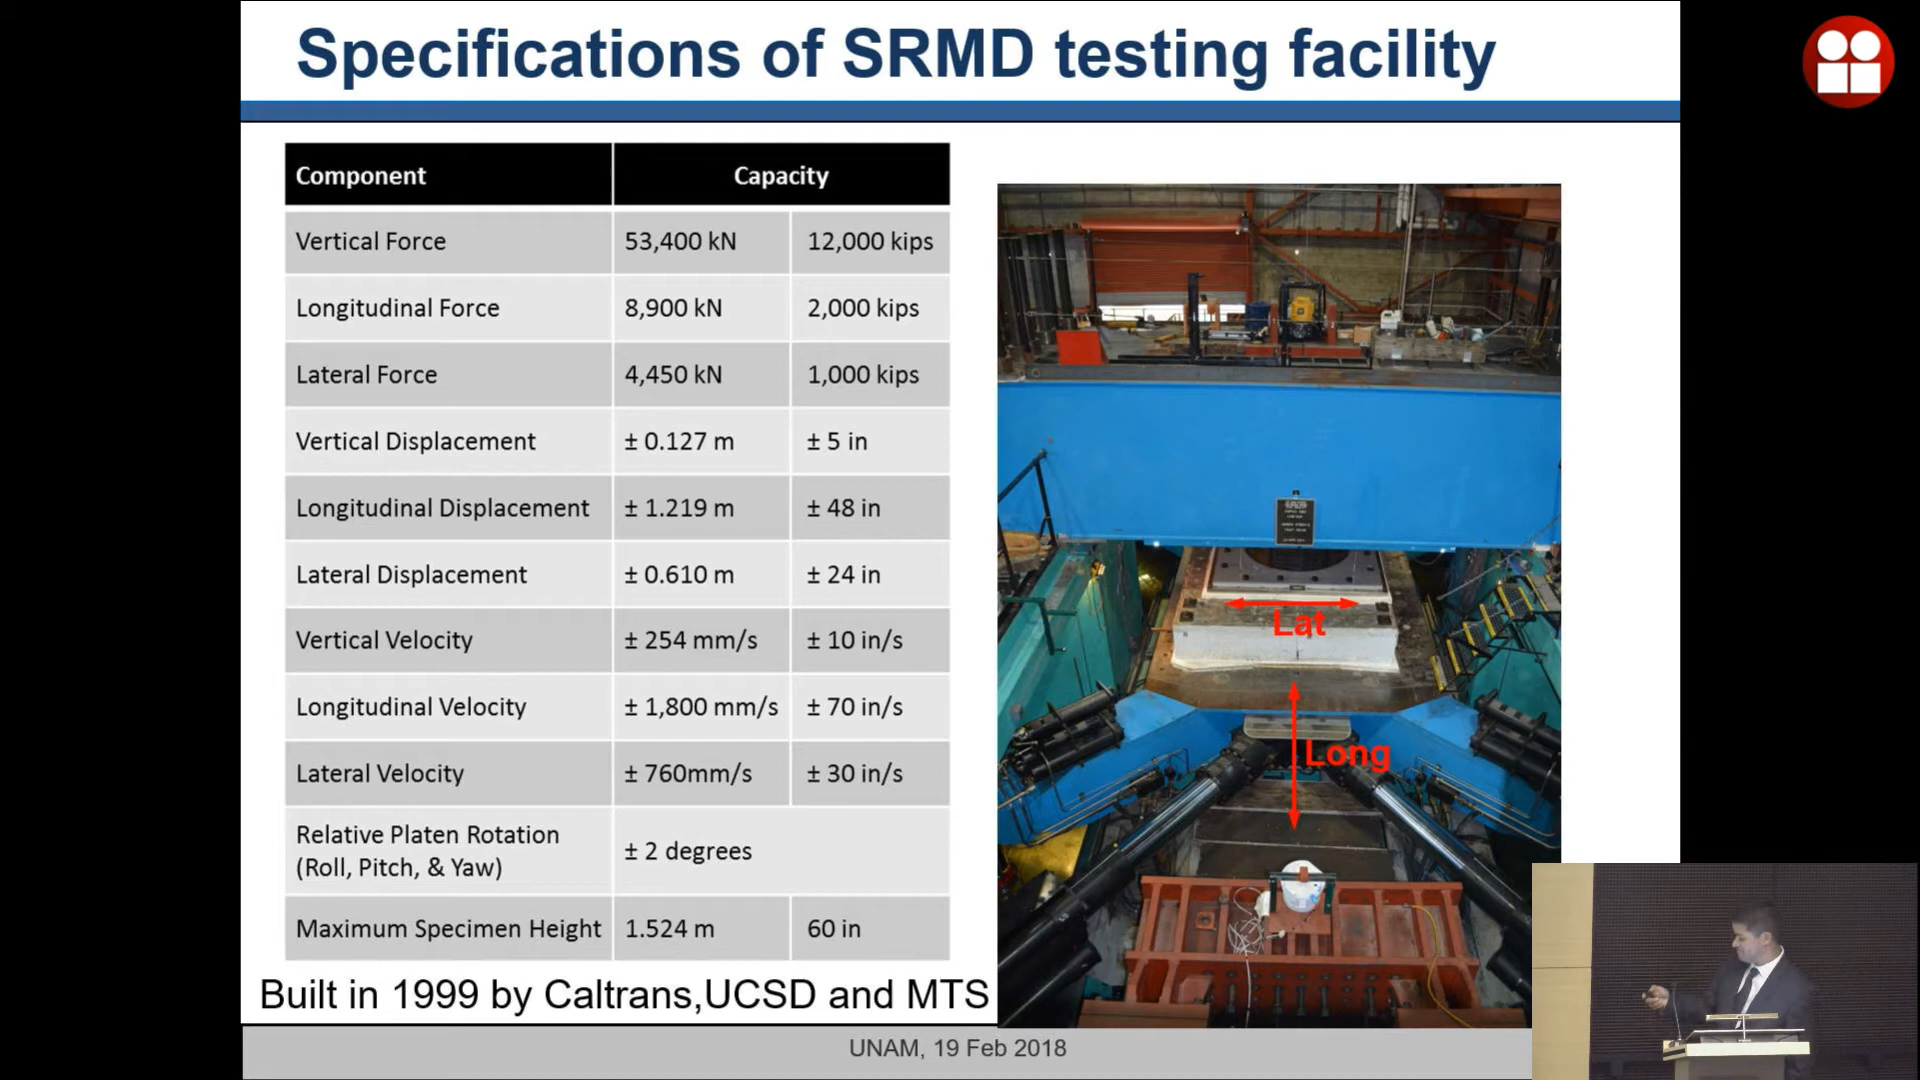 Specifications of SRMD testing facility
Component Capacity
Vertical Force 53,400 kN 12,000 kips
Longitudinal Force 8,900 kN 2,000 kips
Lateral Force 4,450 kN 1,000 kips
Vertical Displacement ± 0.127 m ± 5 in
Longitudinal Displacement ± 1.219 m ± 48 in
Lateral Displacement ± 0.610 m ± 24 in
Vertical Velocity ± 254 mm/s ± 10 in/s
Longitudinal Velocity ± 1,800 mm/s ± 70 in/s
Lateral Velocity ± 760mm/s ± 30 in/s
Relative Platen Rotation
(Roll, Pitch, & Yaw) ± 2 degrees
Maximum Specimen Height 1.524 m 60 in
Built in 1999 by Caltrans,UCSD and MTS
Lat
Long
UNAM, 19 Feb 2018